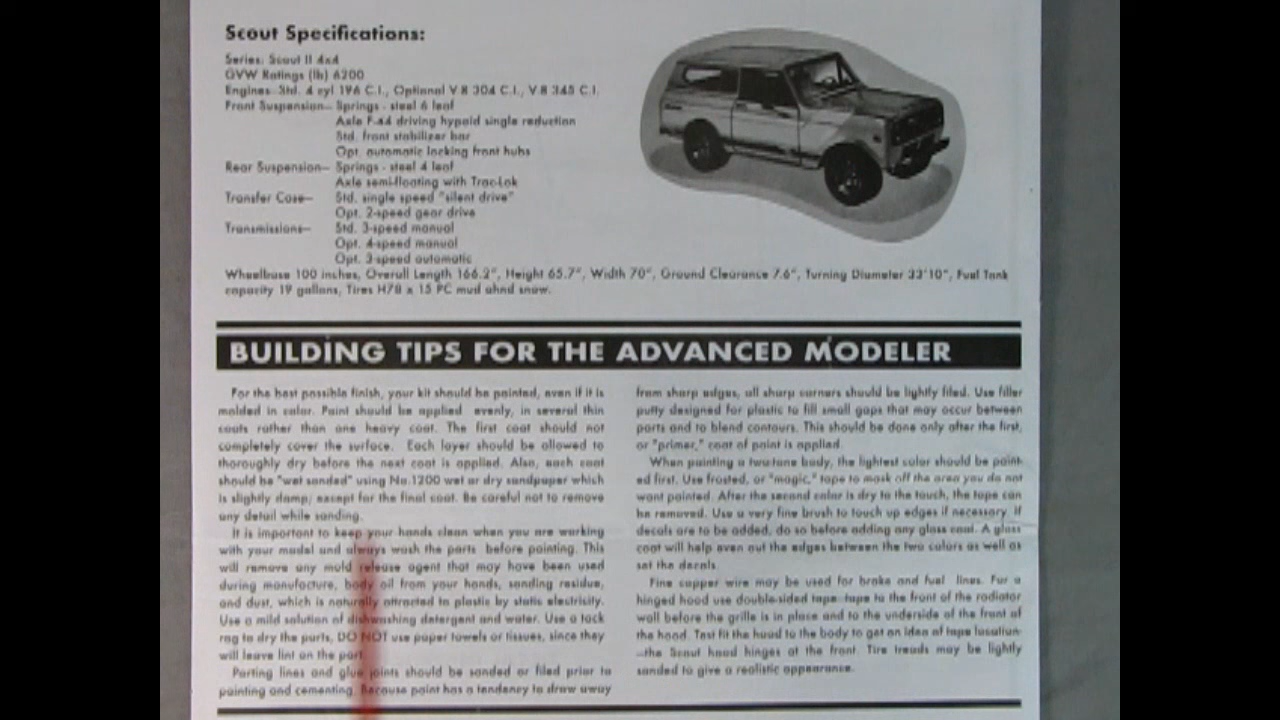 Scout Specifications:
Series: Scout II 4x4
GVW Ratings (lb) 6200
Engines- Std. 4 cyl 196 C.I., Optional V-8 304 C.I., V-8 345 C.I.
Front Suspension— Springs - steel 6 leaf
Axle F-44 driving hypoid single reduction
Std. front stabilizer bar
Opt. automatic locking front hubs
Rear Suspension— Springs - steel 4 leaf
Axle semi-floating with Trac-Lok
Transfer Case— Std. single speed "silent drive"
Opt. 2-speed gear drive
Transmissions— Std. 3-speed manual
Opt. 4-speed manual
Opt. 3-speed automatic
Wheelbase 100 inches, Overall Length 166.2", Height 65.7", Width 70", Ground Clearance 7.6", Turning Diameter 33'10", Fuel Tank
capacity 19 gallons, Tires H78 x 15 PC mud ahnd snow.
BUILDING TIPS FOR THE ADVANCED MODELER
For the best possible finish, your kit should be painted, even if it is
molded in color. Paint should be applied evenly, in several thin
coats rather than one heavy coat. The first coat should not
completely cover the surface. Each layer should be allowed to
thoroughly dry before the next coat is applied. Also, each coat
should be "wet sanded" using No.1200 wet or dry sandpaper which
is slightly damp; except for the final coat. Be careful not to remove
any detail while sanding.
It is important to keep your hands clean when you are working
with your model and always wash the parts before painting. This
will remove any mold release agent that may have been used
during manufacture, body oil from your hands, sanding residue,
and dust, which is naturally attracted to plastic by static electricity.
Use a mild solution of dishwashing detergent and water. Use a tack
rag to dry the parts, DO NOT use paper towels or tissues, since they
will leave lint on the part.
Parting lines and glue joints should be sanded or filed prior to
painting and cementing. Because paint has a tendency to draw away
from sharp edges, all sharp corners should be lightly filed. Use filler
putty designed for plastic to fill small gaps that may occur between
parts and to blend contours. This should be done only after the first,
or "primer," coat of paint is applied.
When painting a two-tone body, the lightest color should be paint-
ed first. Use frosted, or "magic," tape to mask off the area you do not
want painted. After the second color is dry to the touch, the tape can
be removed. Use a very fine brush to touch up edges if necessary. If
decals are to be added, do so before adding any gloss coat. A gloss
coat will help even out the edges between the two colors as well as
set the decals.
Fine copper wire may be used for brake and fuel lines. For a
hinged hood use double-sided tape- tape to the front of the radiator
wall before the grille is in place and to the underside of the front of
the hood. Test fit the hood to the body to get an idea of tape location-
-the Scout hood hinges at the front. Tire treads may be lightly
sanded to give a realistic appearance.